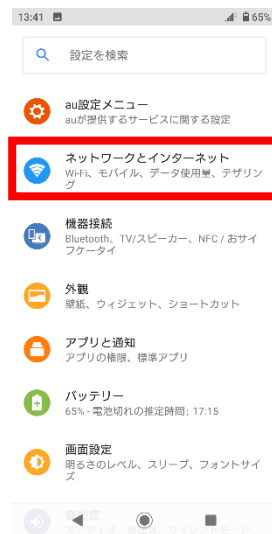 13:41 65%
設定を検索
au設定メニュー
auが提供するサービスに関する設定
ネットワークとインターネット
Wi-Fi、モバイル、データ使用量、テザリン
グ
機器接続
Bluetooth、TV/スピーカー、NFC / おサイ
フケータイ
外観
壁紙、ウィジェット、ショートカット
アプリと通知
アプリの権限、標準アプリ
バッテリー
65% - 電池切れの推定時間: 17:15
画面設定
明るさのレベル、スリープ、フォントサイ
ズ
音設定